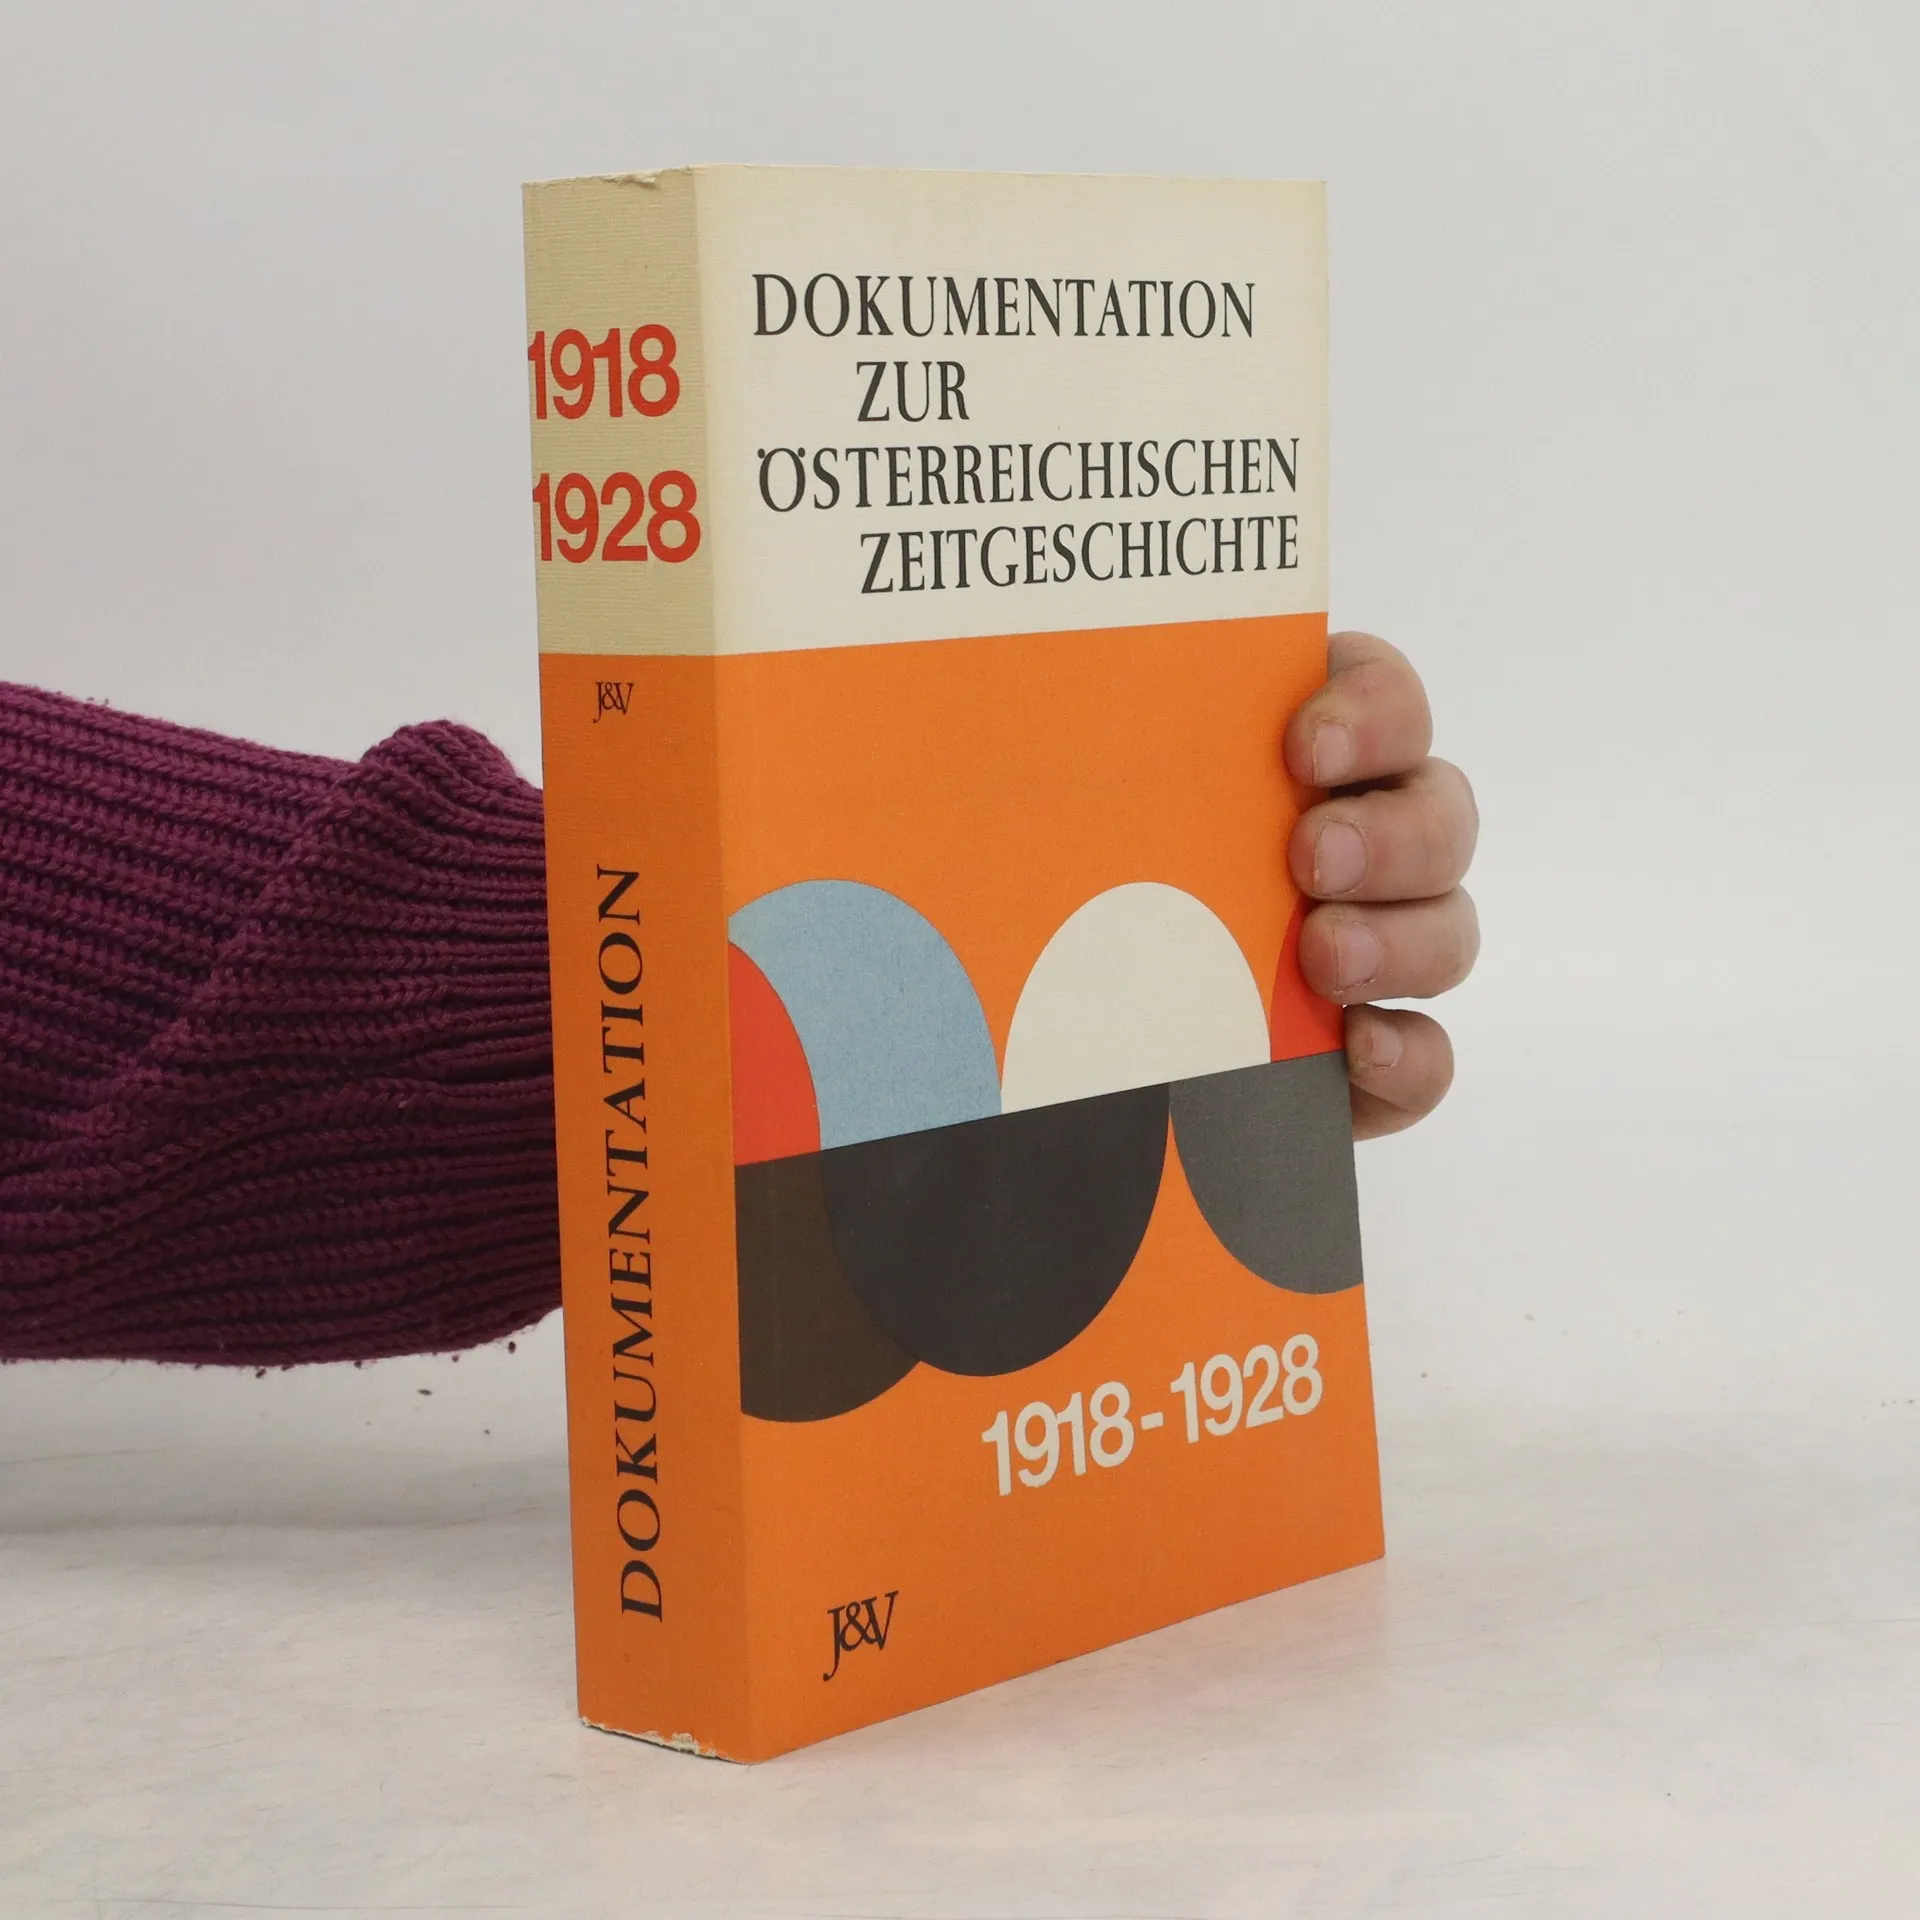 1918
1928
J&V
DOKUMENTATION
DOKUMENTATION
ZUR
ÖSTERREICHISCHEN
ZEITGESCHICHTE
1918-1928
J&V